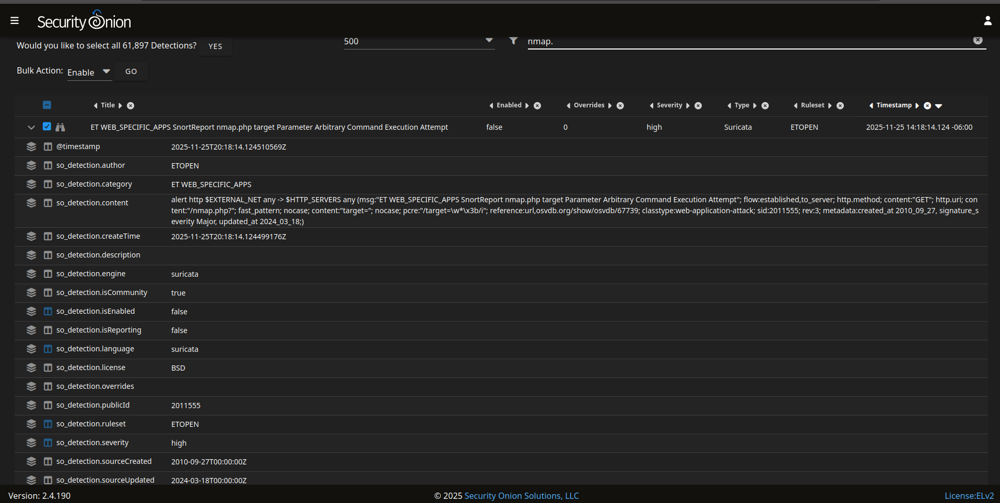 Security Onion
Would you like to select all 61,897 Detections? YES
500
nmap.
Bulk Action: Enable GO
Title Enabled Overrides Severity Type Ruleset Timestamp
ET WEB_SPECIFIC_APPS SnortReport nmap.php target Parameter Arbitrary Command Execution Attempt false 0 high Suricata ETOPEN 2025-11-25 14:18:14.124 -06:00
@timestamp 2025-11-25T20:18:14.124510569Z
so_detection.author ETOPEN
so_detection.category ET WEB_SPECIFIC_APPS
so_detection.content alert http $EXTERNAL_NET any -> $HTTP_SERVERS any (msg:"ET WEB_SPECIFIC_APPS SnortReport nmap.php target Parameter Arbitrary Command Execution Attempt"; flow:established,to_server; http.method; content:"GET"; http.uri; con
tent:"/nmap.php?"; fast_pattern; nocase; content:"target="; nocase; pcre:"/target=\w*\x3b/i"; reference:url,osvdb.org/show/osvdb/67739; classtype:web-application-attack; sid:2011555; rev:3; metadata:created_at 2010_09_27, signature_s
everity Major, updated_at 2024_03_18;)
so_detection.createTime 2025-11-25T20:18:14.124499176Z
so_detection.description
so_detection.engine suricata
so_detection.isCommunity true
so_detection.isEnabled false
so_detection.isReporting false
so_detection.language suricata
so_detection.license BSD
so_detection.overrides
so_detection.publicId 2011555
so_detection.ruleset ETOPEN
so_detection.severity high
so_detection.sourceCreated 2010-09-27T00:00:00Z
so_detection.sourceUpdated 2024-03-18T00:00:00Z
Version: 2.4.190 © 2025 Security Onion Solutions, LLC License:ELv2